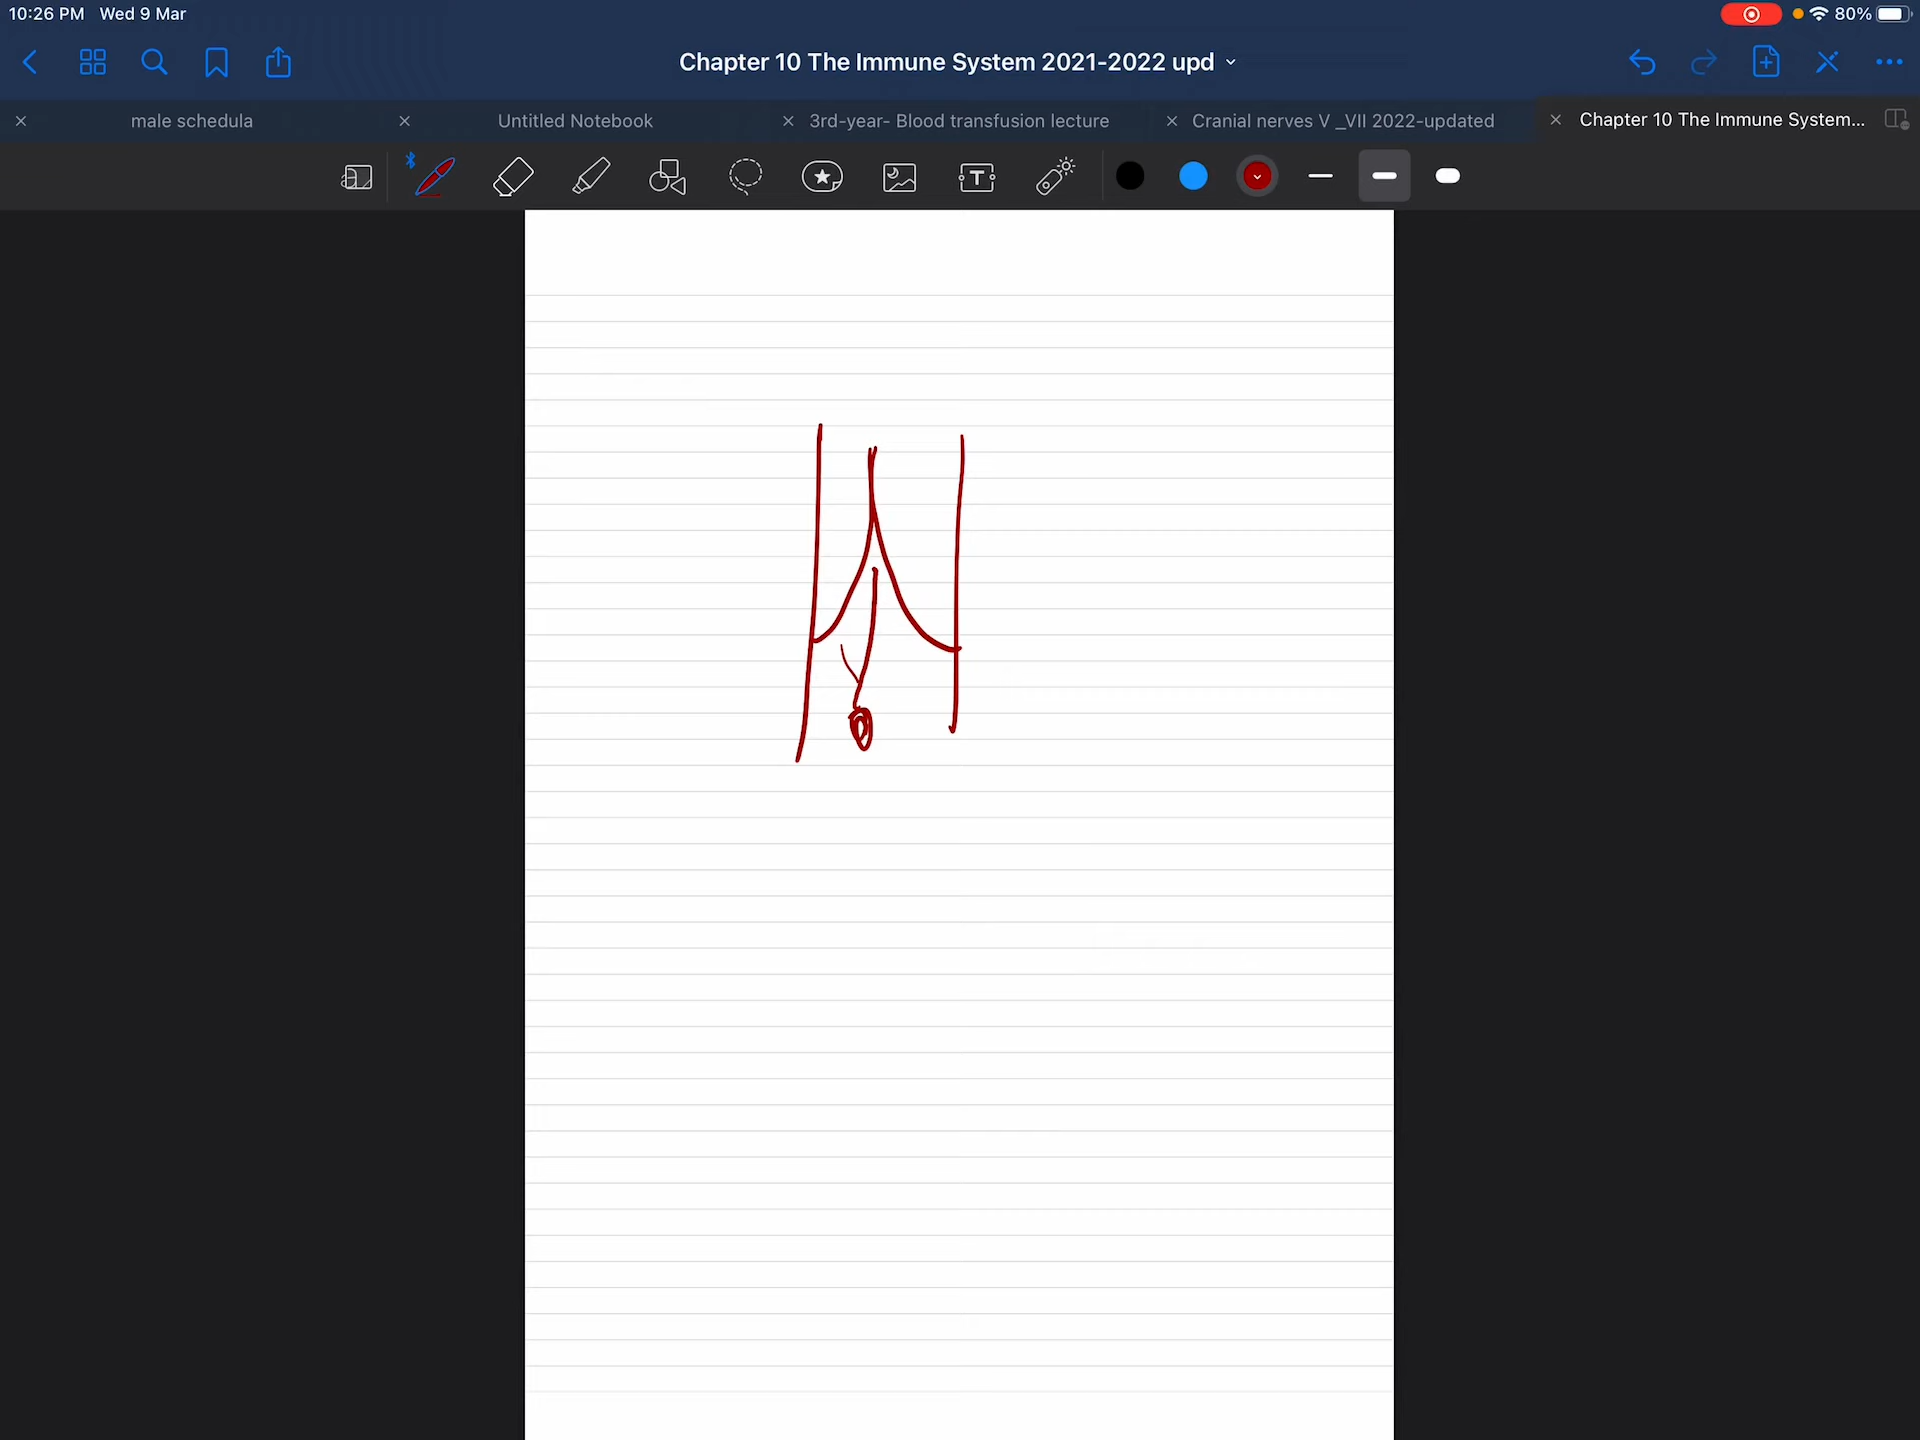 10:26 PM Wed 9 Mar 80%
Chapter 10 The Immune System 2021-2022 upd
male schedula
Untitled Notebook
3rd-year- Blood transfusion lecture
Cranial nerves V _VII 2022-updated
Chapter 10 The Immune System...